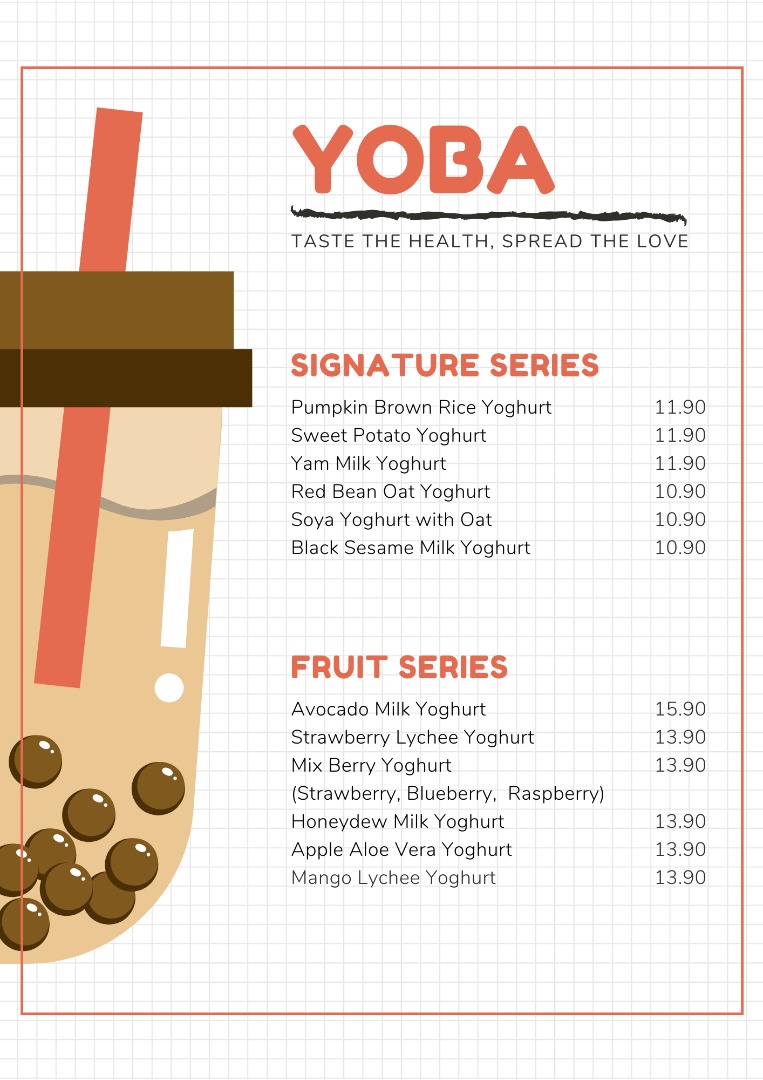 YOBA
TASTE THE HEALTH, SPREAD THE LOVE
SIGNATURE SERIES
Pumpkin Brown Rice Yoghurt 11.90
Sweet Potato Yoghurt 11.90
Yam Milk Yoghurt 11.90
Red Bean Oat Yoghurt 10.90
Soya Yoghurt with Oat 10.90
Black Sesame Milk Yoghurt 10.90
FRUIT SERIES
Avocado Milk Yoghurt 15.90
Strawberry Lychee Yoghurt 13.90
Mix Berry Yoghurt 13.90
(Strawberry, Blueberry, Raspberry)
Honeydew Milk Yoghurt 13.90
Apple Aloe Vera Yoghurt 13.90
Mango Lychee Yoghurt 13.90